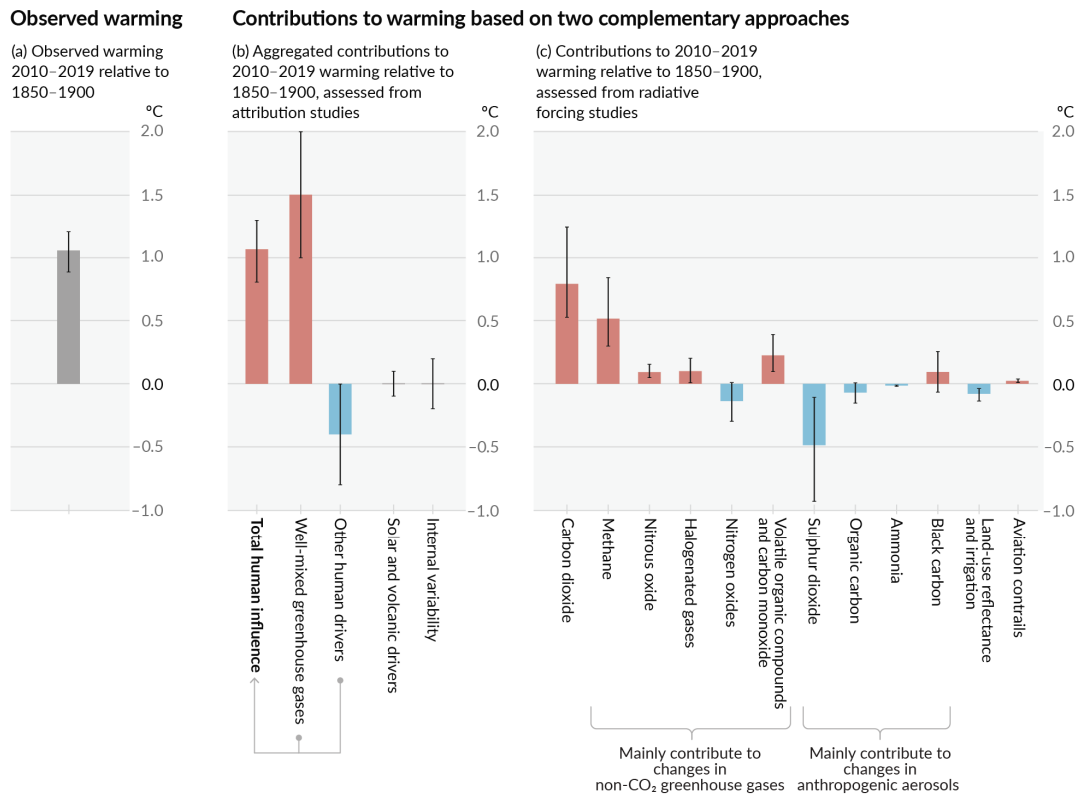 Observed warming
Contributions to warming based on two complementary approaches
(a) Observed warming
2010–2019 relative to
1850–1900
(b) Aggregated contributions to
2010–2019 warming relative to
1850–1900, assessed from
attribution studies
(c) Contributions to 2010–2019
warming relative to 1850–1900,
assessed from radiative
forcing studies
ºC
2.0
1.5
1.0
0.5
0.0
–0.5
–1.0
ºC
2.0
1.5
1.0
0.5
0.0
–0.5
–1.0
ºC
2.0
1.5
1.0
0.5
0.0
–0.5
–1.0
Total human influence
Well-mixed greenhouse gases
Other human drivers
Solar and volcanic drivers
Internal variability
Carbon dioxide
Methane
Nitrous oxide
Halogenated gases
Nitrogen oxides
Volatile organic compounds
and carbon monoxide
Sulphur dioxide
Organic carbon
Ammonia
Black carbon
Land-use reflectance
and irrigation
Aviation contrails
Mainly contribute to
changes in
non-CO₂ greenhouse gases
Mainly contribute to
changes in
anthropogenic aerosols